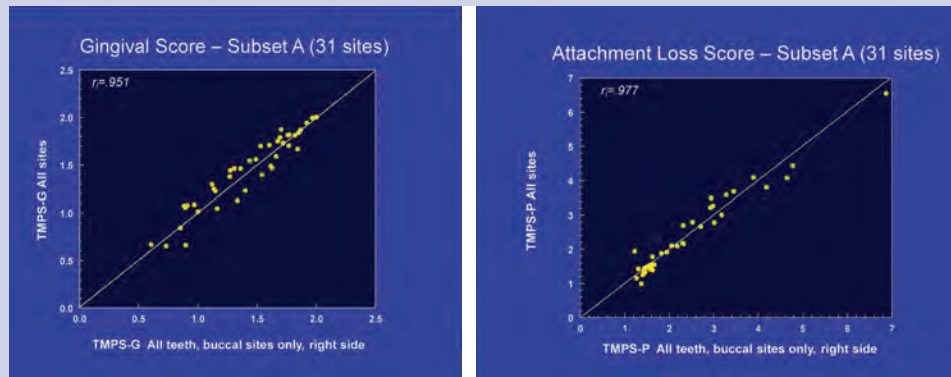 Gingival Score – Subset A (31 sites)
2.5
2.0
1.5
1.0
0.5
0.0
TMPS-G All sites
rᵢ=.951
0.0 0.5 1.0 1.5 2.0 2.5
TMPS-G All teeth, buccal sites only, right side
Attachment Loss Score – Subset A (31 sites)
7
6
5
4
3
2
1
0
TMPS-P All sites
rᵢ=.977
0 1 2 3 4 5 6 7
TMPS-P All teeth, buccal sites only, right side